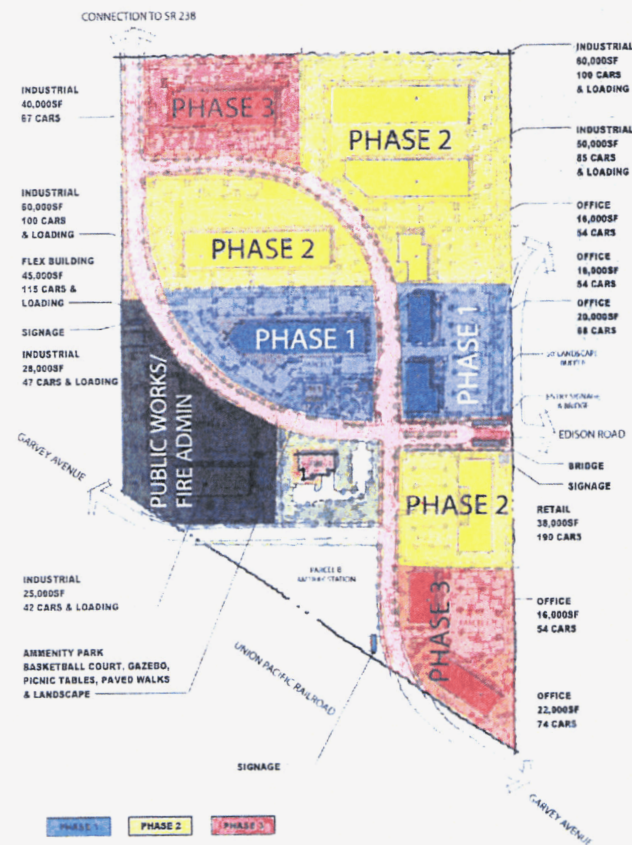 CONNECTION TO SR 238
INDUSTRIAL
40,000SF
67 CARS
INDUSTRIAL
60,000SF
100 CARS
& LOADING
FLEX BUILDING
45,000SF
115 CARS &
LOADING
SIGNAGE
INDUSTRIAL
28,000SF
47 CARS & LOADING
GARVEY AVENUE
INDUSTRIAL
25,000SF
42 CARS & LOADING
AMMENITY PARK
BASKETBALL COURT, GAZEBO,
PICNIC TABLES, PAVED WALKS
& LANDSCAPE
PHASE 3
PHASE 2
PHASE 2
PHASE 1
PHASE 1
PUBLIC WORKS/
FIRE ADMIN
PHASE 2
PHASE 3
PARCEL B
UNION PACIFIC RAILROAD
SIGNAGE
INDUSTRIAL
60,000SF
100 CARS
& LOADING
INDUSTRIAL
50,000SF
85 CARS
& LOADING
OFFICE
16,000SF
54 CARS
OFFICE
16,000SF
54 CARS
OFFICE
20,000SF
68 CARS
LANDSCAPE
BUFFER
ENTRY SIGNAGE
& BRIDGE
EDISON ROAD
BRIDGE
SIGNAGE
RETAIL
38,000SF
190 CARS
OFFICE
16,000SF
54 CARS
OFFICE
22,000SF
74 CARS
GARVEY AVENUE
PHASE 1
PHASE 2
PHASE 3